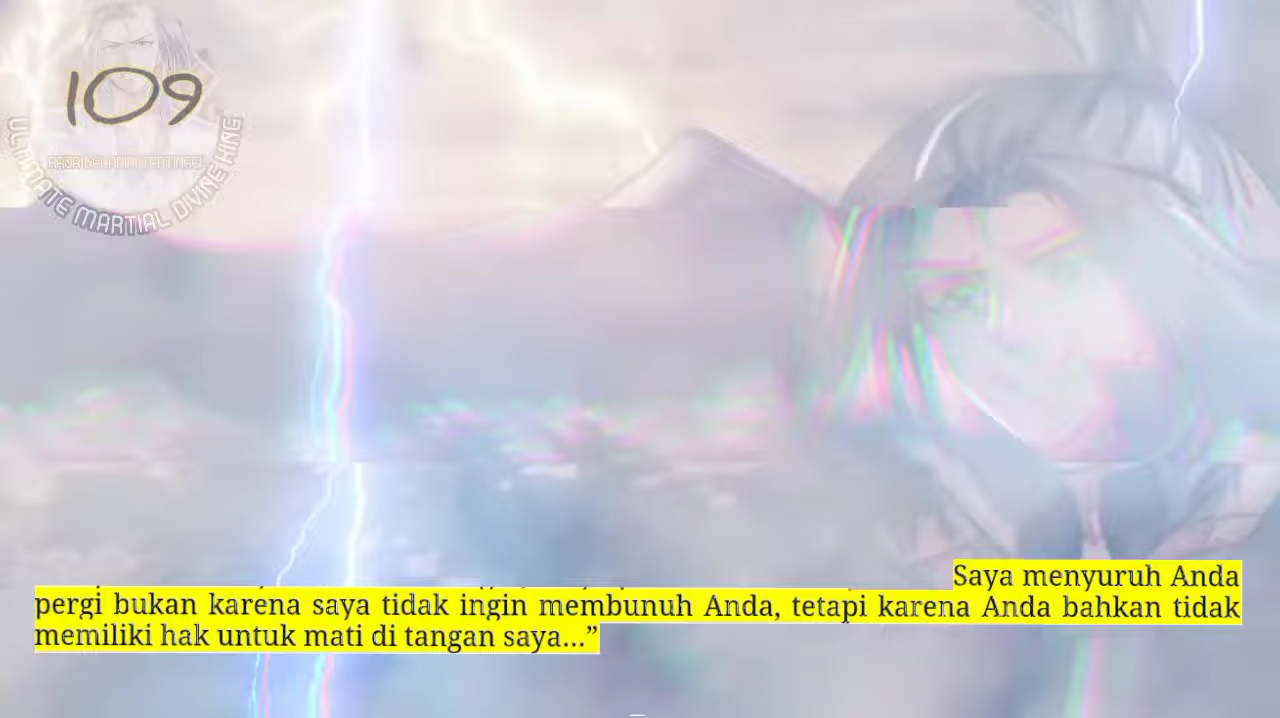 109
ULTIMATE MARTIAL DIVINE KING
Saya menyuruh Anda
pergi bukan karena saya tidak ingin membunuh Anda, tetapi karena Anda bahkan tidak
memiliki hak untuk mati di tangan saya...”